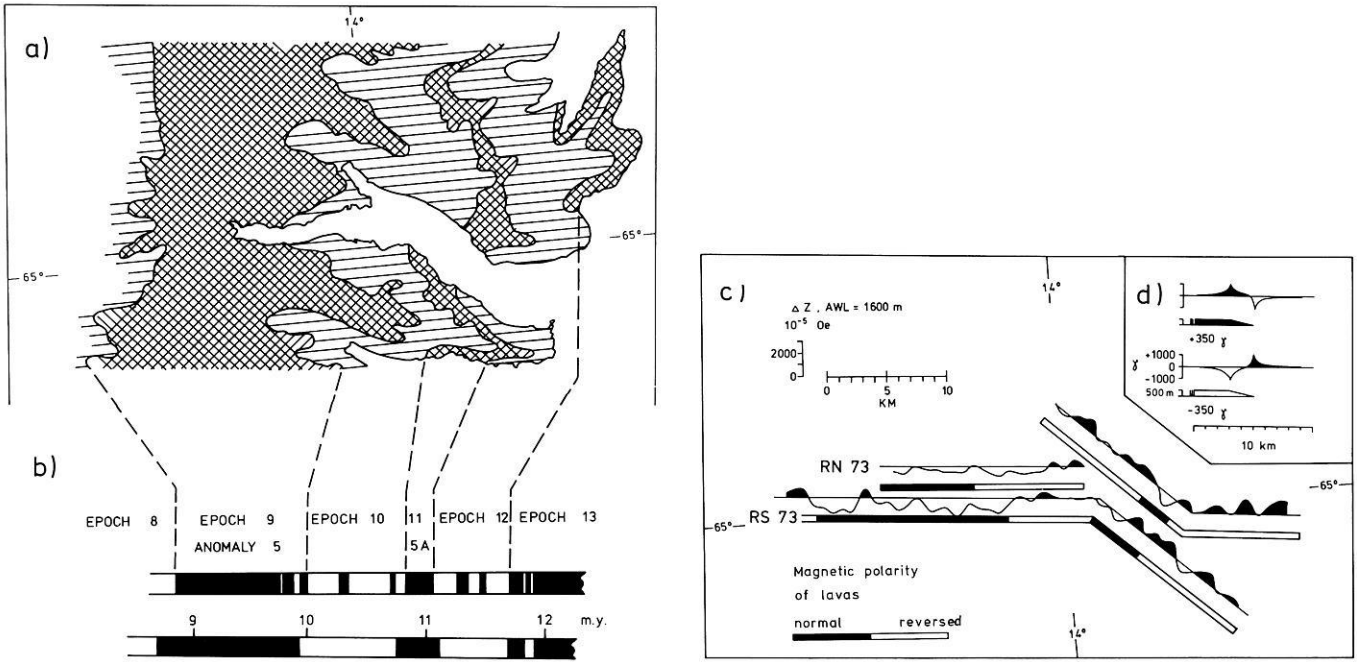 a)
14°
65°
65°
b)
EPOCH 8 EPOCH 9 EPOCH 10 11 EPOCH 12 EPOCH 13
ANOMALY 5 5 A
9 10 11 12 m.y.
c)
14°
Δ Z , AWL = 1600 m
10⁻⁵ Oe
2000
0
0 5 10
KM
d)
+350 γ
γ +1000
0
-1000
500 m
-350 γ
10 km
RN 73
RS 73
65°
65°
Magnetic polarity
of lavas
normal reversed
14°